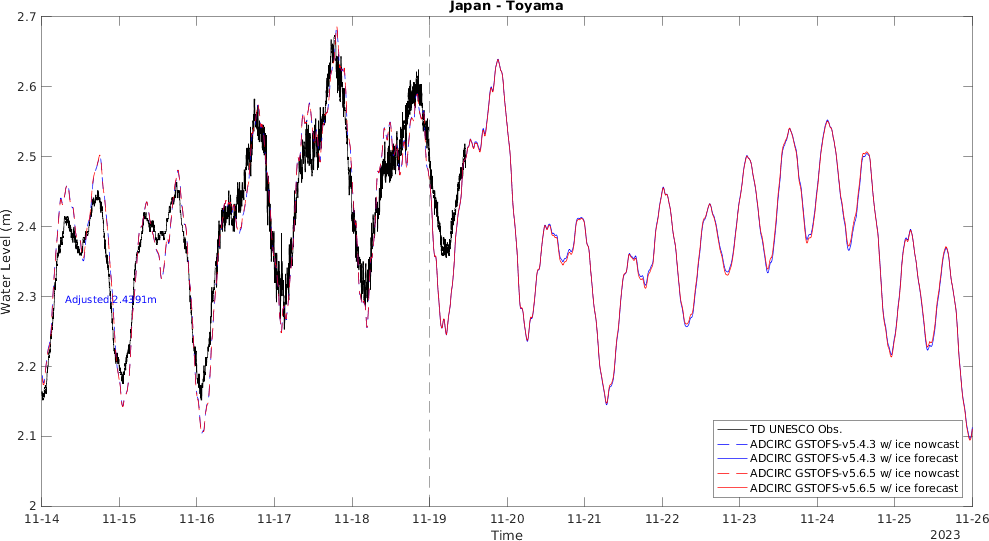 Japan - Toyama
2.7
2.6
2.5
2.4
2.3
2.2
2.1
2
Water Level (m)
Adjusted 2.4391m
TD UNESCO Obs.
ADCIRC GSTOFS-v5.4.3 w/ ice nowcast
ADCIRC GSTOFS-v5.4.3 w/ ice forecast
ADCIRC GSTOFS-v5.6.5 w/ ice nowcast
ADCIRC GSTOFS-v5.6.5 w/ ice forecast
11-14 11-15 11-16 11-17 11-18 11-19 11-20 11-21 11-22 11-23 11-24 11-25 11-26
Time
2023